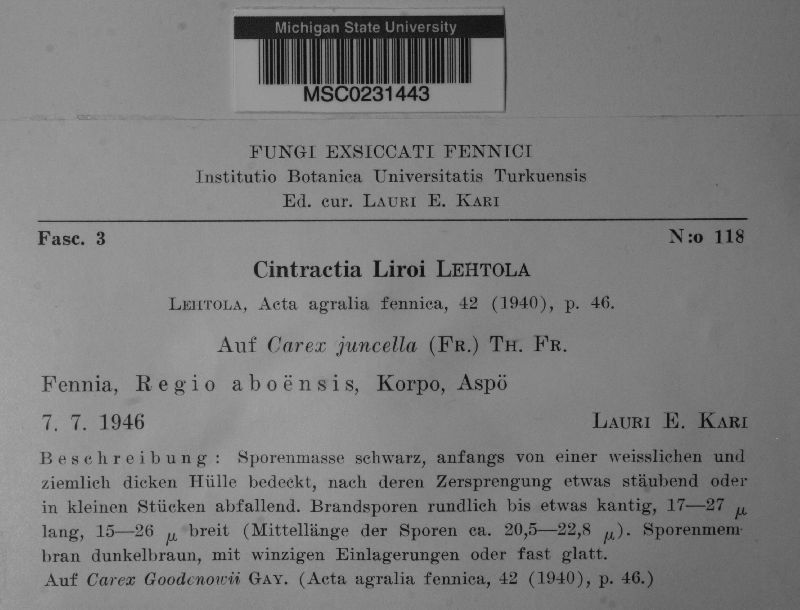 Michigan State University
MSC0231443
FUNGI EXSICCATI FENNICI
Institutio Botanica Universitatis Turkuensis
Ed. cur. LAURI E. KARI
Fasc. 3 N:o 118
Cintractia Liroi LEHTOLA
LEHTOLA, Acta agralia fennica, 42 (1940), p. 46.
Auf Carex juncella (FR.) TH. FR.
Fennia, Regio aboënsis, Korpo, Aspö
7. 7. 1946 LAURI E. KARI
Beschreibung: Sporenmasse schwarz, anfangs von einer weisslichen und
ziemlich dicken Hülle bedeckt, nach deren Zersprengung etwas stäubend oder
in kleinen Stücken abfallend. Brandsporen rundlich bis etwas kantig, 17—27 μ
lang, 15—26 μ breit (Mittellänge der Sporen ca. 20,5—22,8 μ). Sporenmem-
bran dunkelbraun, mit winzigen Einlagerungen oder fast glatt.
Auf Carex Goodenowii GAY. (Acta agralia fennica, 42 (1940), p. 46.)